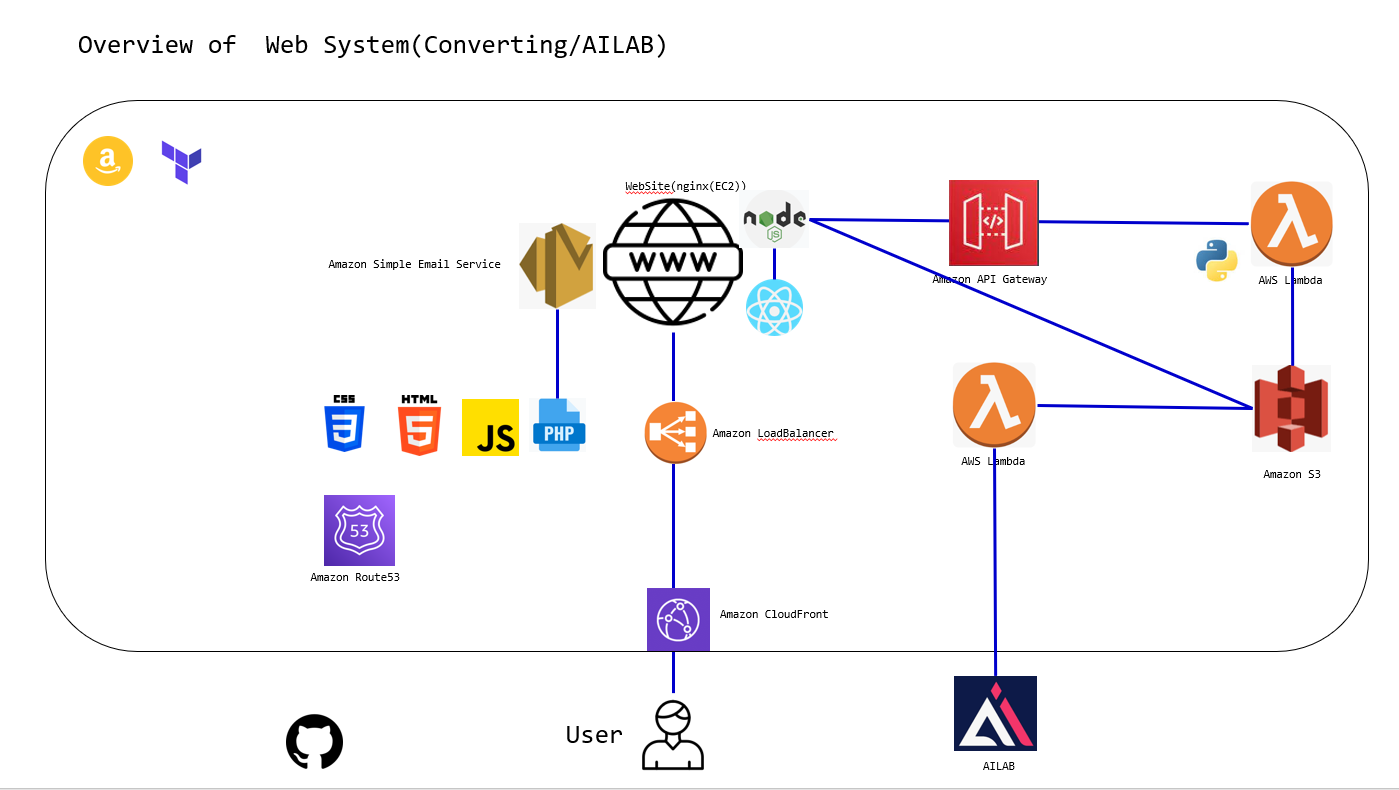 Overview of  Web System(Converting/AILAB)
a
WebSite(nginx(EC2))
node
JS
WWW
Amazon Simple Email Service
Amazon API Gateway
AWS Lambda
CSS
3
HTML
5
JS
PHP
Amazon LoadBalancer
AWS Lambda
Amazon S3
53
Amazon Route53
Amazon CloudFront
User
AILAB